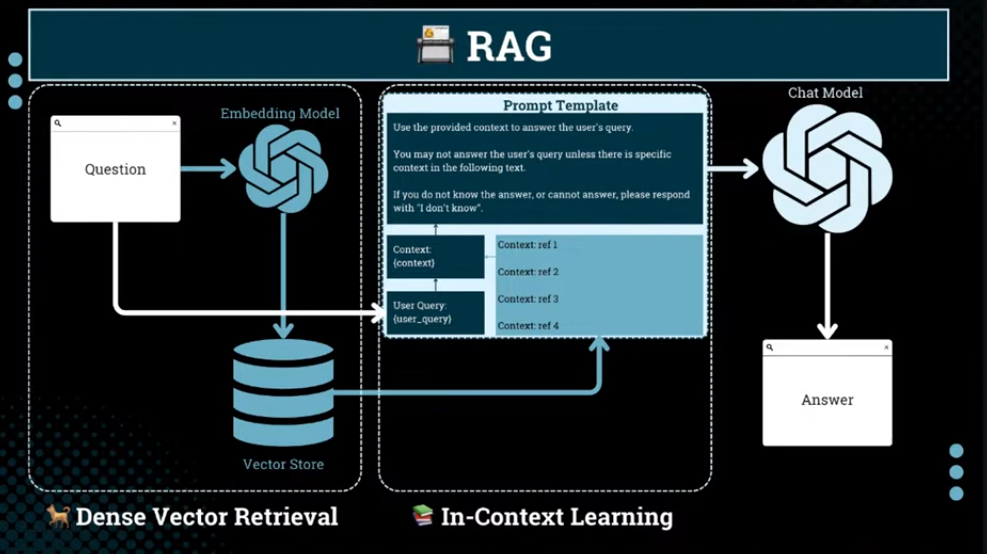 RAG
Embedding Model
Question
Vector Store
Dense Vector Retrieval
Prompt Template
Use the provided context to answer the user's query.
You may not answer the user's query unless there is specific
context in the following text.
If you do not know the answer, or cannot answer, please respond
with "I don't know".
Context:
{context}
User Query:
{user_query}
Context: ref 1
Context: ref 2
Context: ref 3
Context: ref 4
In-Context Learning
Chat Model
Answer